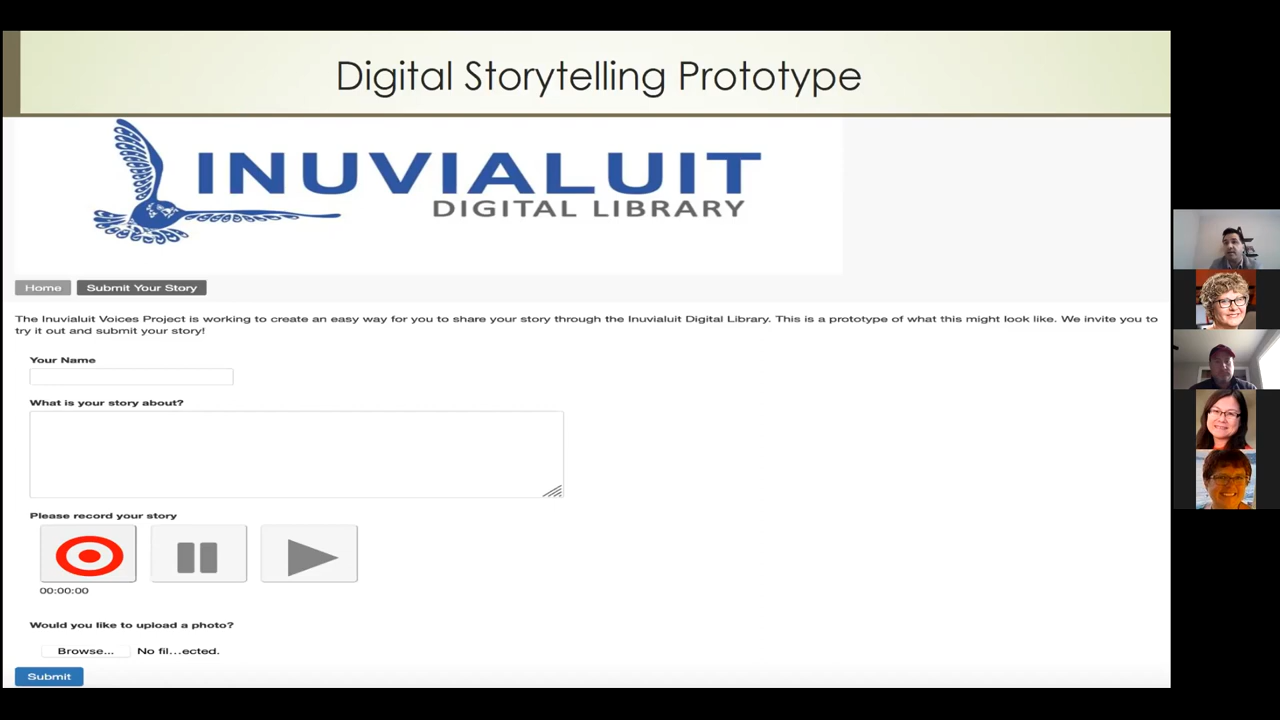 Digital Storytelling Prototype
INUVIALUIT
DIGITAL LIBRARY
Home Submit Your Story
The Inuvialuit Voices Project is working to create an easy way for you to share your story through the Inuvialuit Digital Library. This is a prototype of what this might look like. We invite you to
try it out and submit your story!
Your Name
What is your story about?
Please record your story
00:00:00
Would you like to upload a photo?
Browse... No fil...ected.
Submit